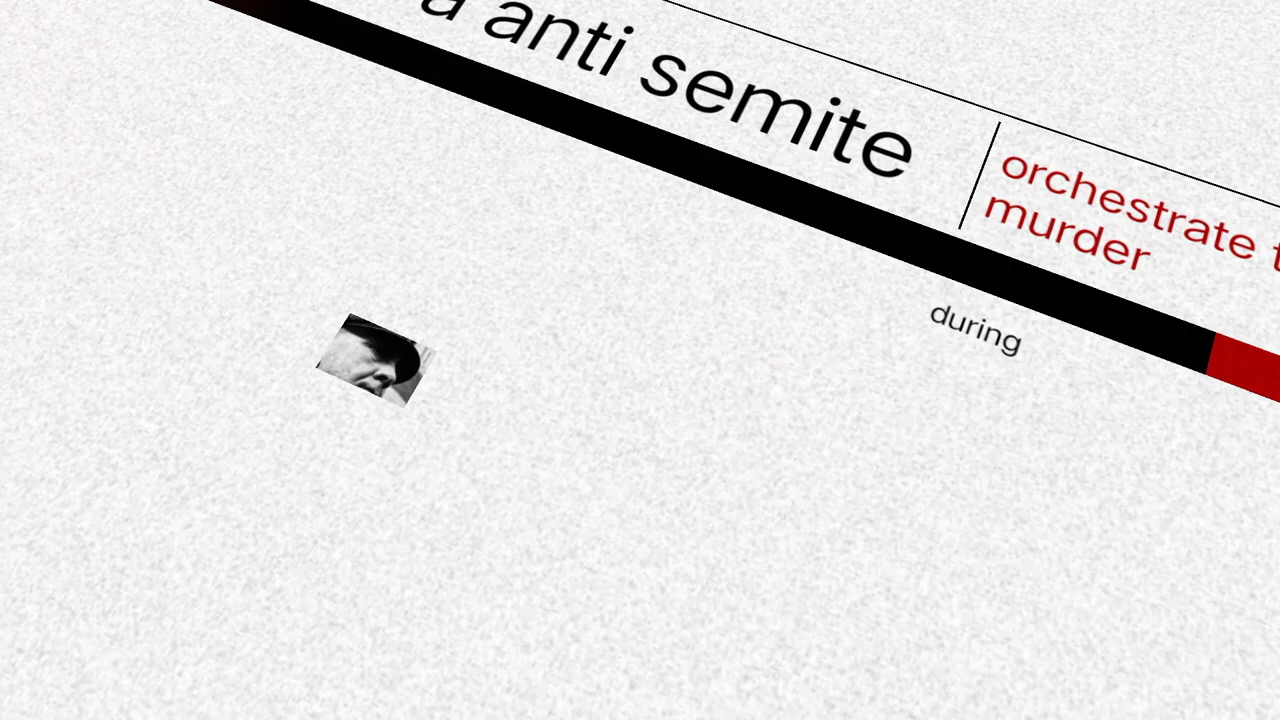 a anti semite
orchestrate t
murder
during